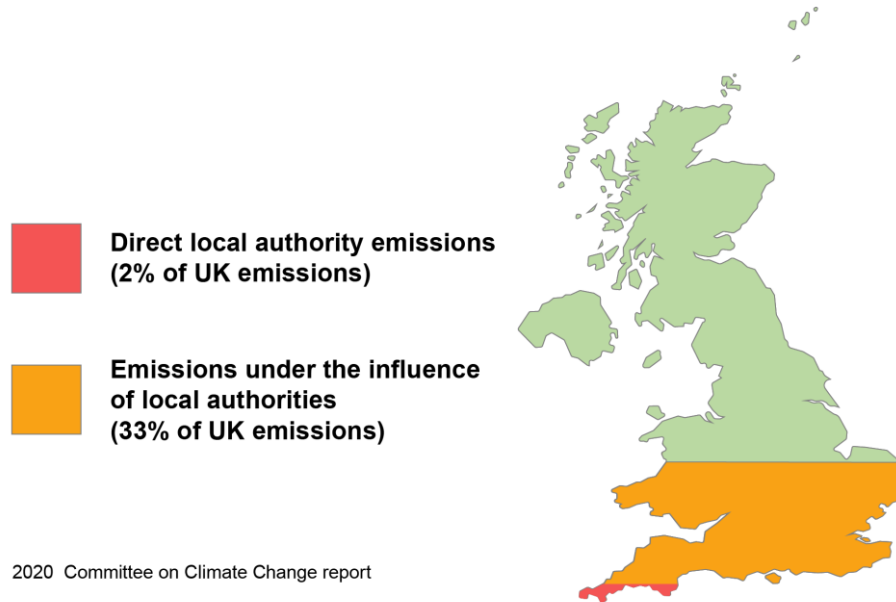 Direct local authority emissions
(2% of UK emissions)
Emissions under the influence
of local authorities
(33% of UK emissions)
2020 Committee on Climate Change report